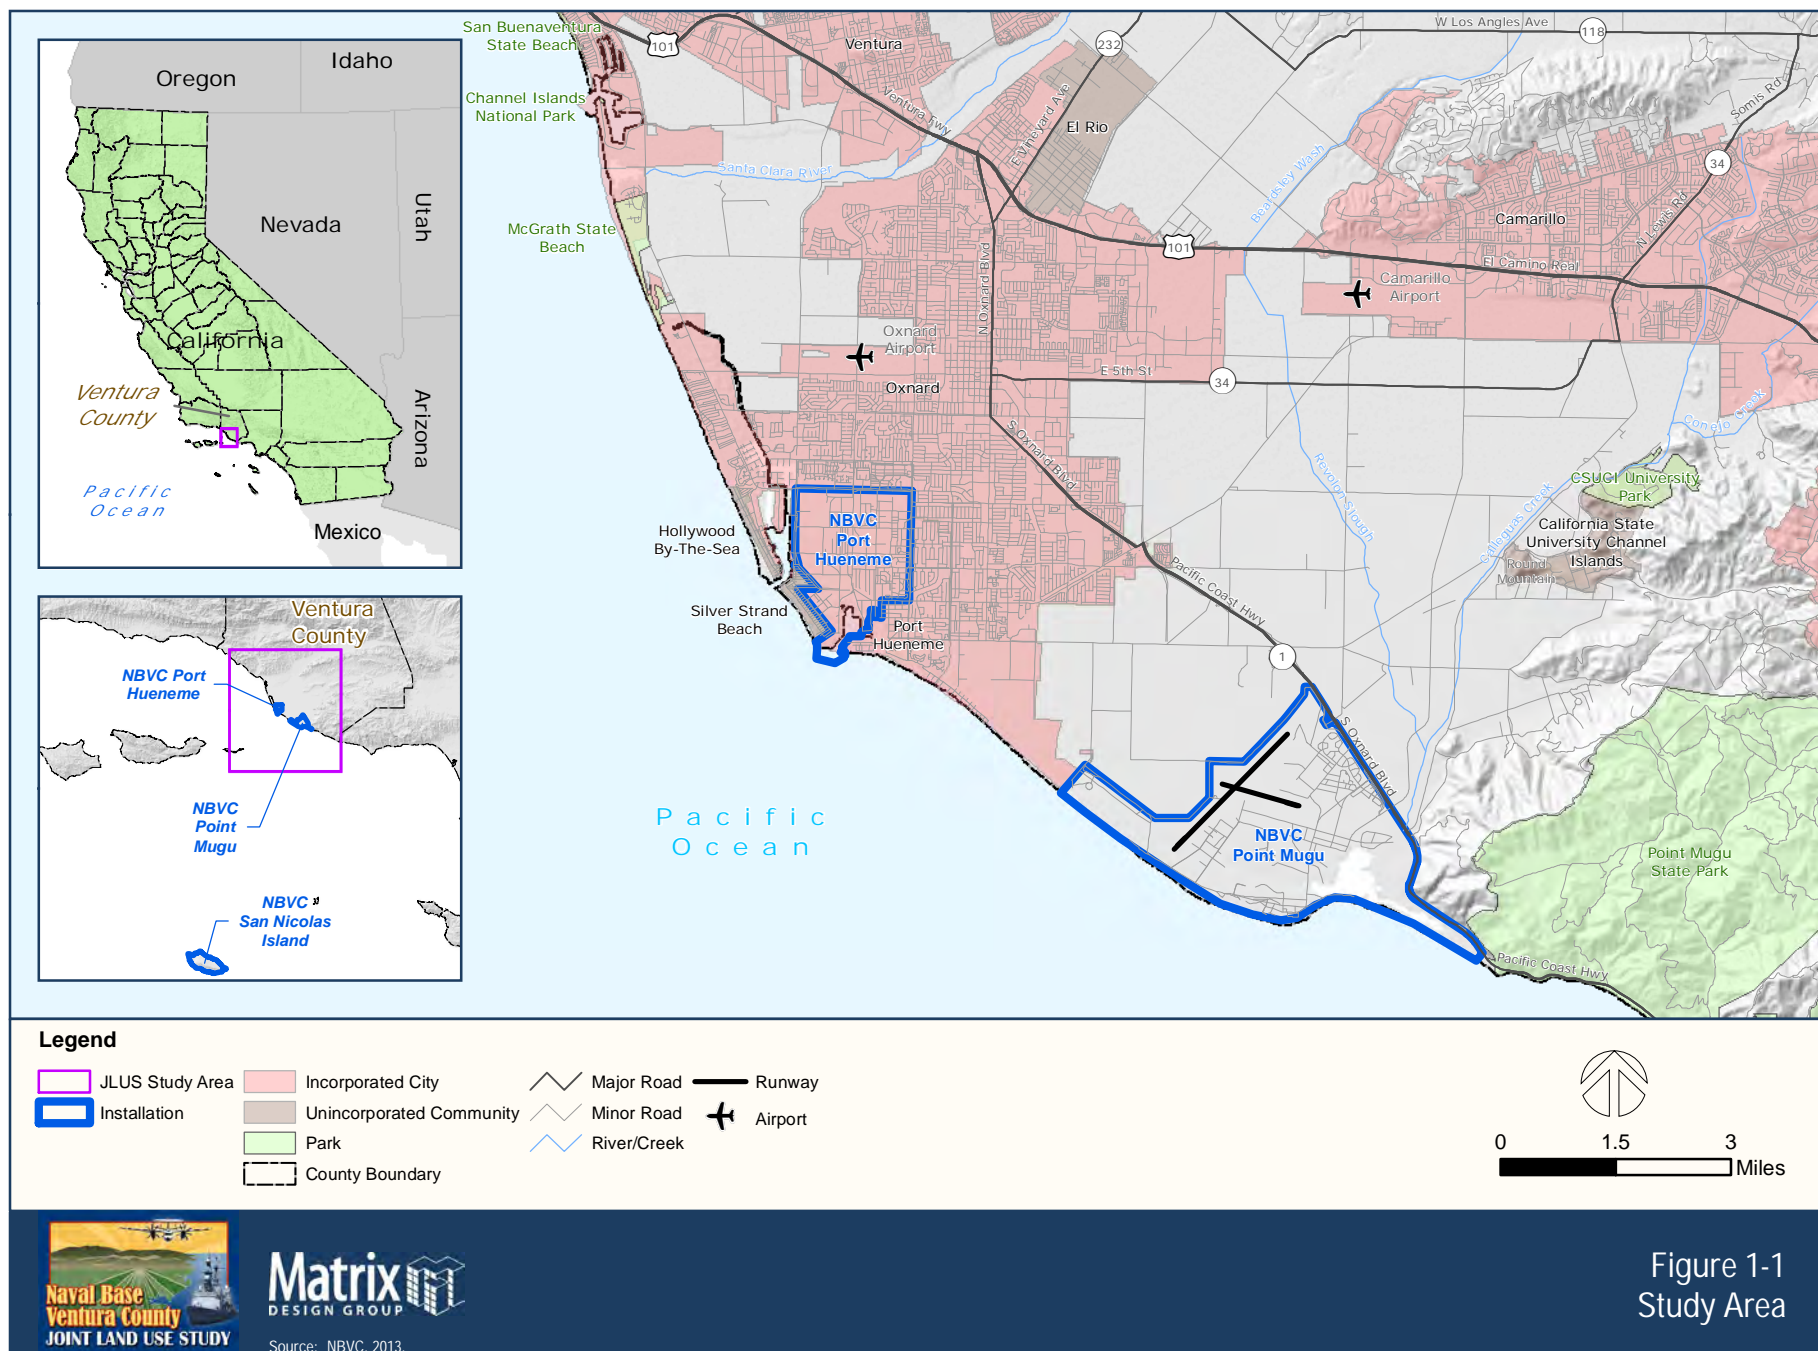 Oregon
Idaho
Nevada
Utah
California
Arizona
Ventura
County
Pacific
Ocean
Mexico
Ventura
County
NBVC Port
Hueneme
NBVC
Point
Mugu
NBVC
San Nicolas
Island
San Buenaventura
State Beach
Channel Islands
National Park
McGrath State
Beach
101
Ventura
Ventura Fwy
232
E Vineyard Ave
El Rio
W Los Angeles Ave
118
Somis Rd
34
Santa Clara River
Beardsley Wash
Camarillo
N Lewis Rd
101
El Camino Real
Camarillo
Airport
N Oxnard Blvd
Oxnard
Airport
Oxnard
E 5th St
34
Conejo Creek
S Oxnard Blvd
Revolon Slough
CSUCI University
Park
Calleguas Creek
California State
University Channel
Islands
Round
Mountain
Hollywood
By-The-Sea
NBVC
Port
Hueneme
Silver Strand
Beach
Port
Hueneme
Pacific Coast Hwy
1
S Oxnard Blvd
Pacific
Ocean
NBVC
Point Mugu
Point Mugu
State Park
Pacific Coast Hwy
Legend
JLUS Study Area
Installation
Incorporated City
Unincorporated Community
Park
County Boundary
Major Road
Minor Road
River/Creek
Runway
Airport
0 1.5 3
Miles
Naval Base
Ventura County
JOINT LAND USE STUDY
Matrix
DESIGN GROUP
Source: NBVC, 2013.
Figure 1-1
Study Area